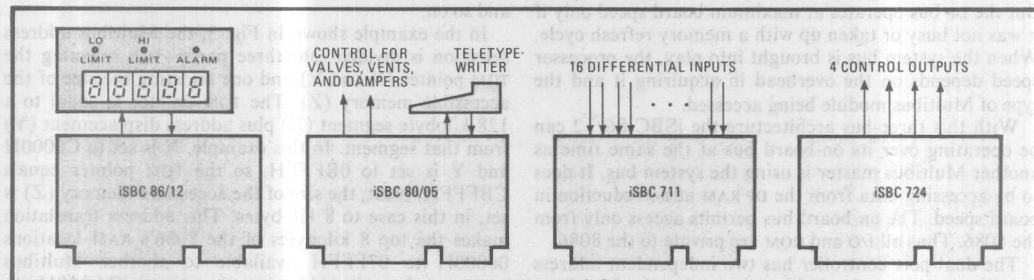 HI LIMIT
LO LIMIT
ALARM
00000
CONTROL FOR
VALVES, VENTS,
AND DAMPERS
TELETYPE-
WRITER
16 DIFFERENTIAL INPUTS
CONTROL OUTPUTS
iSBC 86/12
iSBC 80/05
iSBC 711
iSBC 724